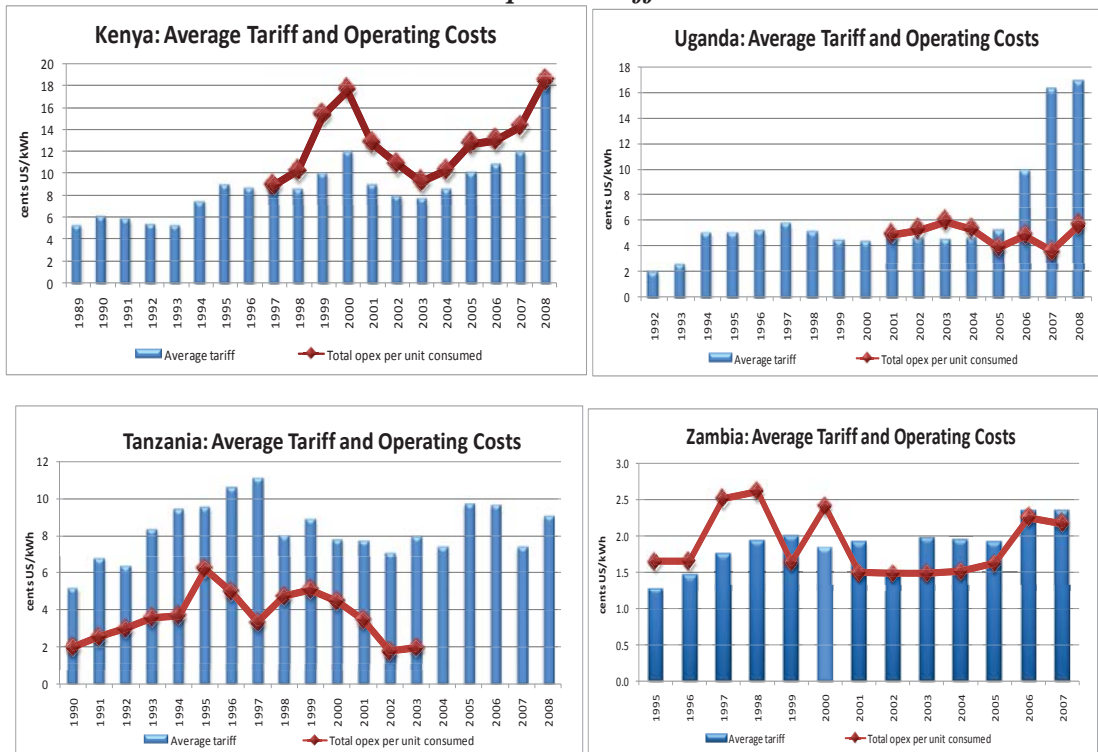 Kenya: Average Tariff and Operating Costs
20
18
16
14
12
10
8
6
4
2
0
cents US/kWh
1989 1990 1991 1992 1993 1994 1995 1996 1997 1998 1999 2000 2001 2002 2003 2004 2005 2006 2007 2008
Average tariff Total opex per unit consumed
Uganda: Average Tariff and Operating Costs
18
16
14
12
10
8
6
4
2
0
cents US/kWh
1992 1993 1994 1995 1996 1997 1998 1999 2000 2001 2002 2003 2004 2005 2006 2007 2008
Average tariff Total opex per unit consumed
Tanzania: Average Tariff and Operating Costs
12
10
8
6
4
2
0
cents US/kWh
1990 1991 1992 1993 1994 1995 1996 1997 1998 1999 2000 2001 2002 2003 2004 2005 2006 2007 2008
Average tariff Total opex per unit consumed
Zambia: Average Tariff and Operating Costs
3.0
2.5
2.0
1.5
1.0
0.5
0.0
cents US/kWh
1995 1996 1997 1998 1999 2000 2001 2002 2003 2004 2005 2006 2007
Average tariff Total opex per unit consumed